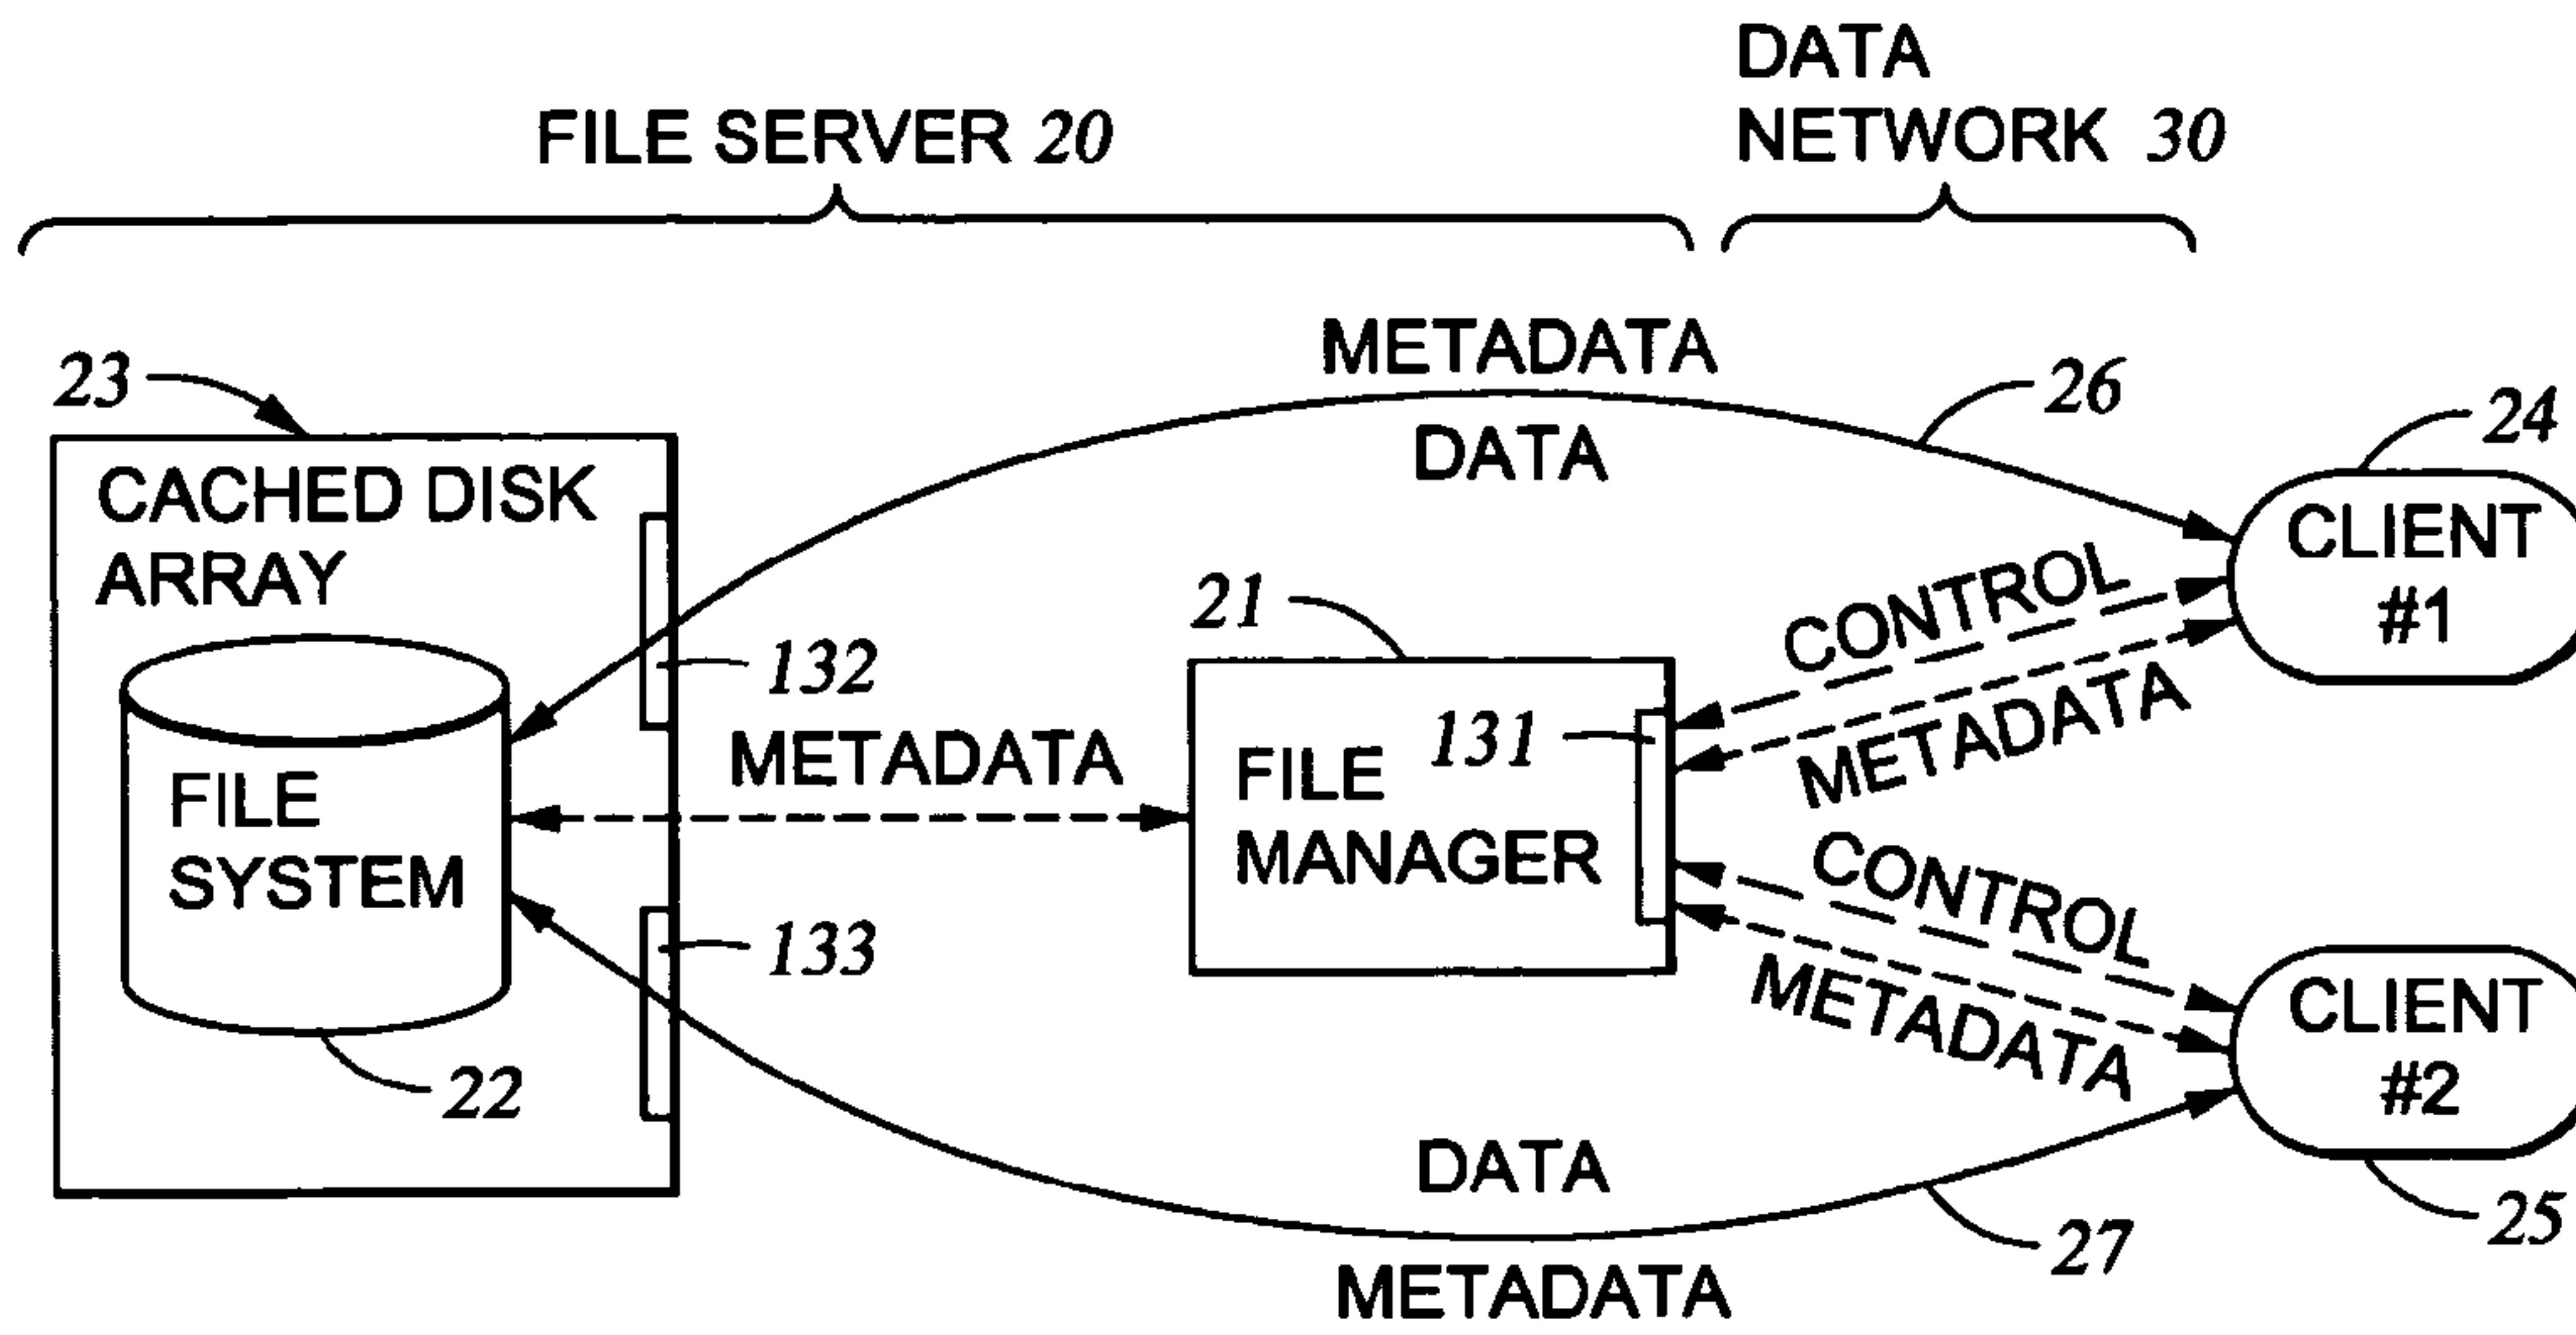 DATA
NETWORK 30
FILE SERVER 20
METADATA
DATA
26
23
24
CACHED DISK
ARRAY
CLIENT
#1
21
CONTROL
METADATA
132
METADATA
131
FILE
MANAGER
FILE
SYSTEM
CONTROL
METADATA
133
CLIENT
#2
22
DATA
METADATA
27
25